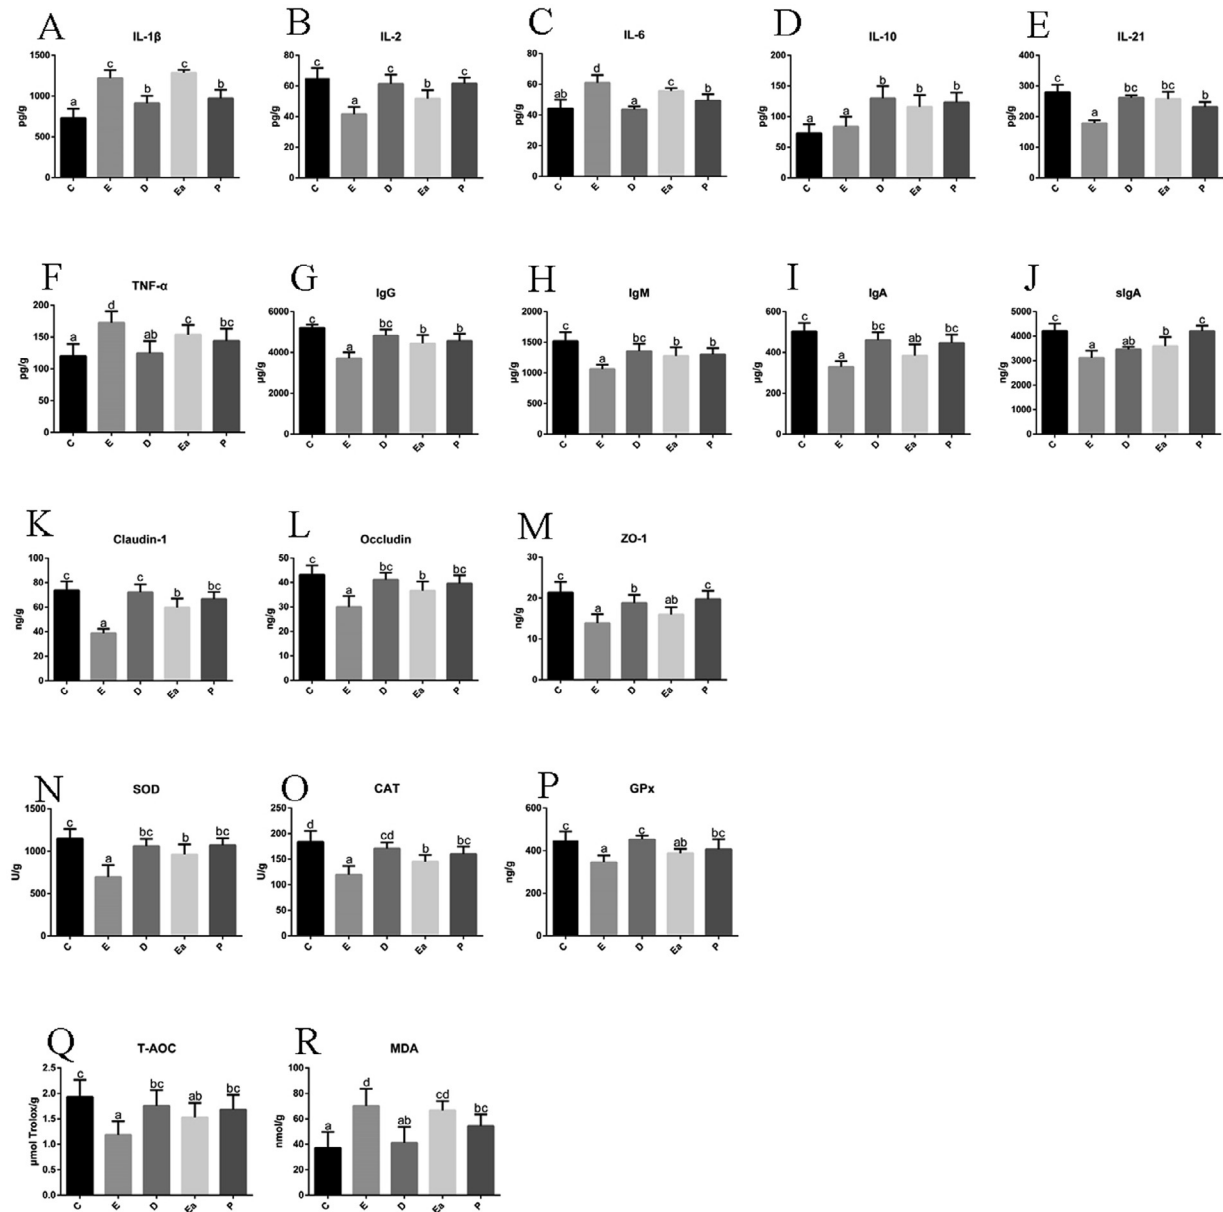 A
IL-1β
pg/g
1500
1000
500
0
c
c
b
b
a
C
E
D
Ea
P
B
IL-2
pg/g
80
60
40
20
0
c
a
c
b
c
C
E
D
Ea
P
C
IL-6
pg/g
80
60
40
20
0
ab
d
a
c
b
C
E
D
Ea
P
D
IL-10
pg/g
200
150
100
50
0
a
a
b
b
b
C
E
D
Ea
P
E
IL-21
pg/g
400
300
200
100
0
c
a
bc
bc
b
C
E
D
Ea
P
F
TNF-α
pg/g
200
150
100
50
0
a
d
ab
c
bc
C
E
D
Ea
P
G
IgG
μg/g
6000
4000
2000
0
c
a
bc
b
b
C
E
D
Ea
P
H
IgM
μg/g
2000
1500
1000
500
0
c
a
bc
b
b
C
E
D
Ea
P
I
IgA
μg/g
600
400
200
0
c
a
bc
ab
bc
C
E
D
Ea
P
J
sIgA
ng/g
5000
4000
3000
2000
1000
0
c
a
ab
b
c
C
E
D
Ea
P
K
Claudin-1
ng/g
100
80
60
40
20
0
c
a
c
b
bc
C
E
D
Ea
P
L
Occludin
ng/g
50
40
30
20
10
0
c
a
bc
b
bc
C
E
D
Ea
P
M
ZO-1
ng/g
30
20
10
0
c
a
b
ab
c
C
E
D
Ea
P
N
SOD
U/g
1500
1000
500
0
c
a
bc
b
bc
C
E
D
Ea
P
O
CAT
U/g
250
200
150
100
50
0
d
a
cd
b
bc
C
E
D
Ea
P
P
GPx
ng/g
600
400
200
0
c
a
c
ab
bc
C
E
D
Ea
P
Q
T-AOC
μmol Trolox/g
2.5
2.0
1.5
1.0
0.5
0.0
c
a
bc
ab
bc
C
E
D
Ea
P
R
MDA
nmol/g
100
80
60
40
20
0
a
d
ab
cd
bc
C
E
D
Ea
P